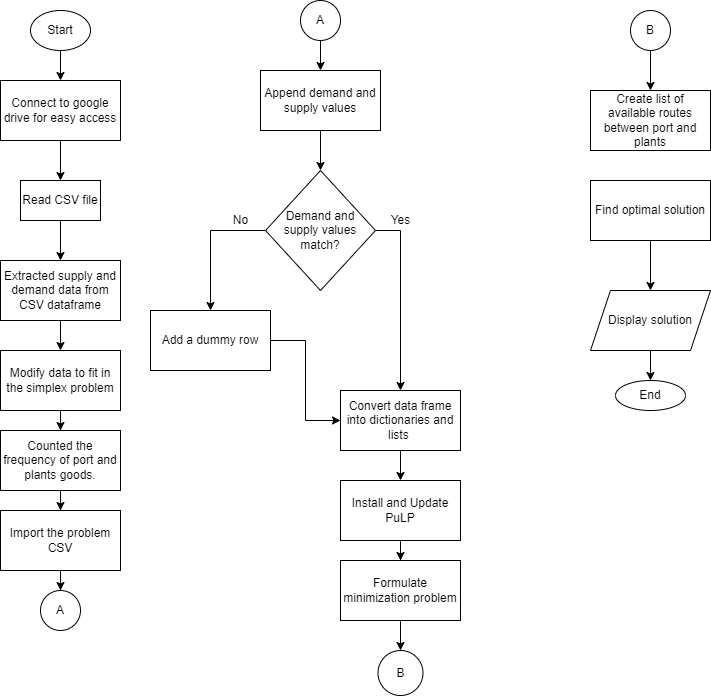 Start
Connect to google
drive for easy access
Read CSV file
Extracted supply and
demand data from
CSV dataframe
Modify data to fit in
the simplex problem
Counted the
frequency of port and
plants goods.
Import the problem
CSV
A
A
Append demand and
supply values
Demand and
supply values
match?
No
Yes
Add a dummy row
Convert data frame
into dictionaries and
lists
Install and Update
PuLP
Formulate
minimization problem
B
B
Create list of
available routes
between port and
plants
Find optimal solution
Display solution
End